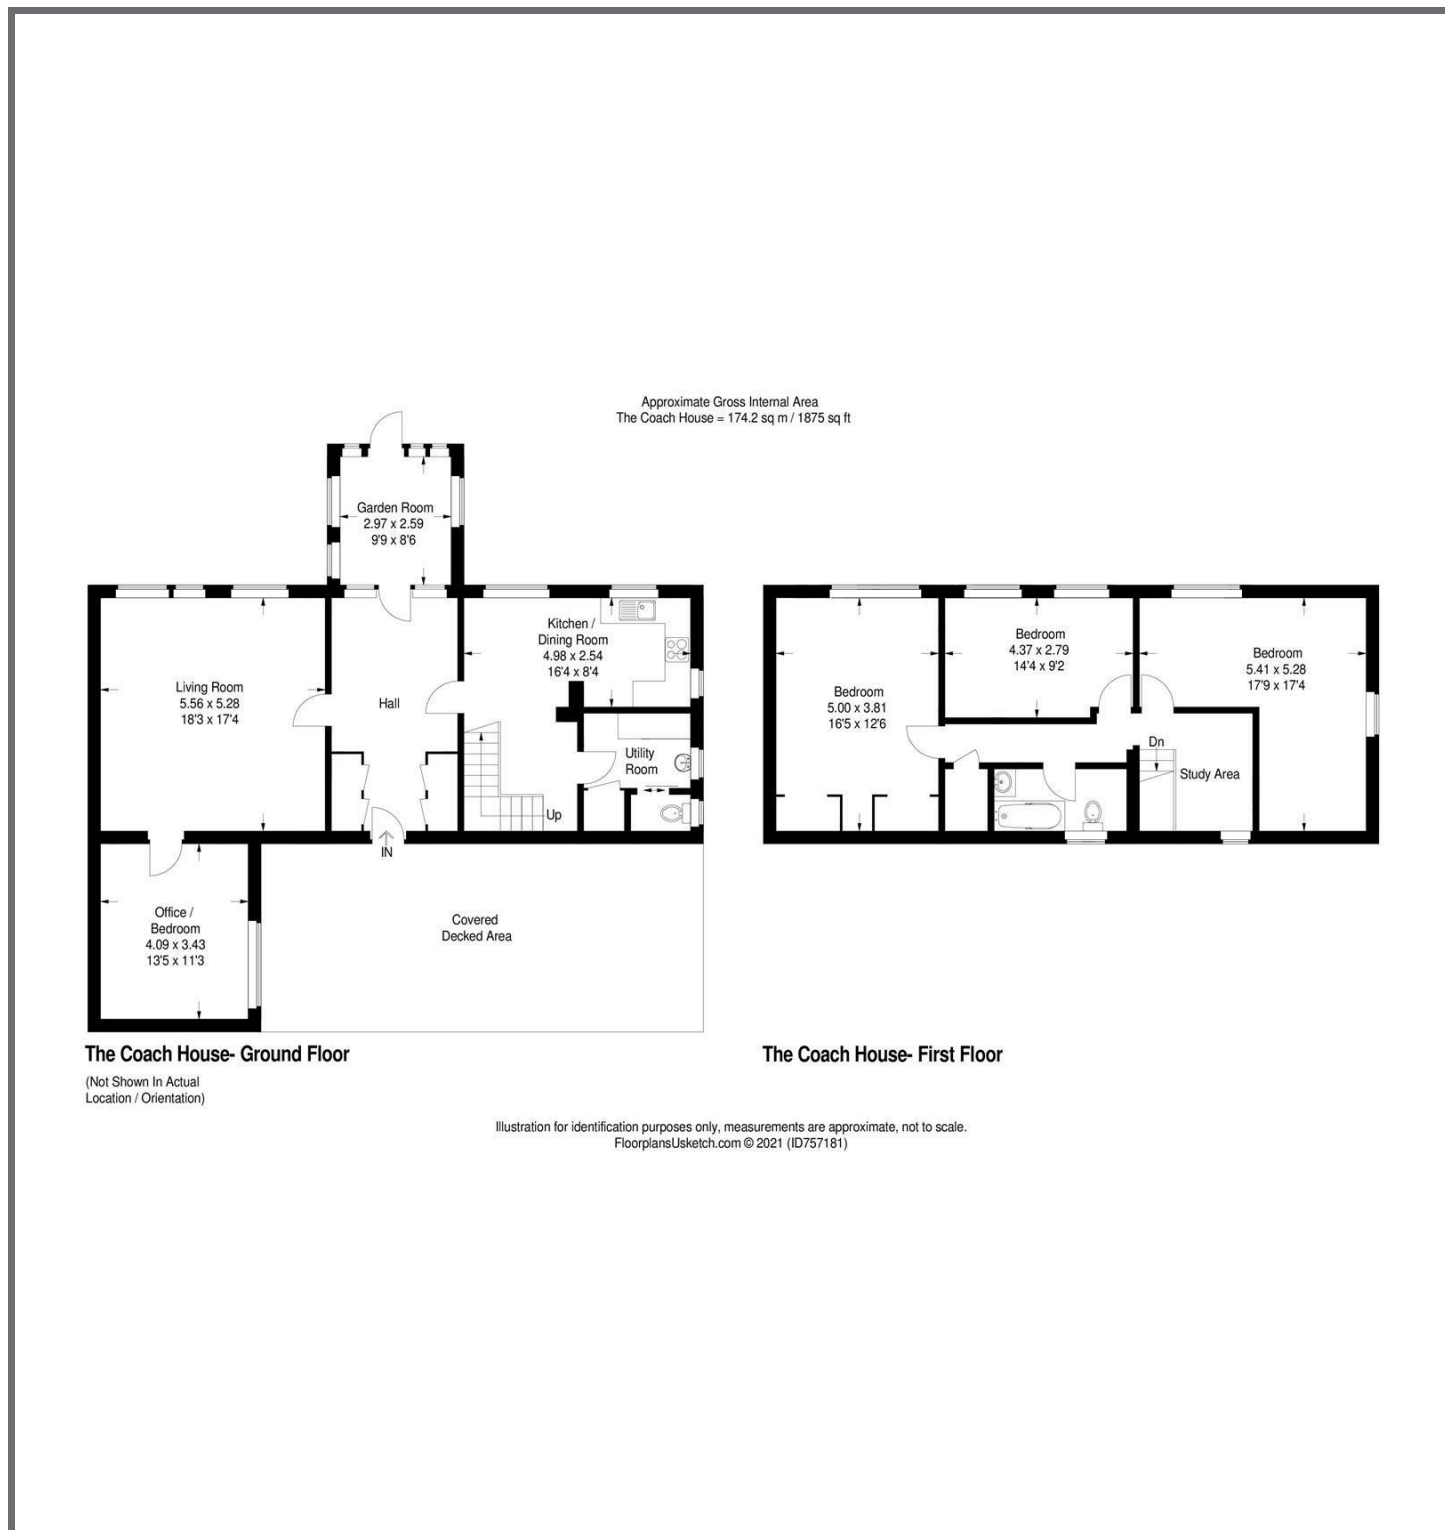 Approximate Gross Internal Area
The Coach House = 174.2 sq m / 1875 sq ft
Garden Room
2.97 x 2.59
9'9 x 8'6
Kitchen /
Dining Room
4.98 x 2.54
16'4 x 8'4
Living Room
5.56 x 5.28
18'3 x 17'4
Hall
Utility
Room
Up
IN
Office /
Bedroom
4.09 x 3.43
13'5 x 11'3
Covered
Decked Area
Bedroom
5.00 x 3.81
16'5 x 12'6
Bedroom
4.37 x 2.79
14'4 x 9'2
Bedroom
5.41 x 5.28
17'9 x 17'4
Dn
Study Area
The Coach House- Ground Floor
(Not Shown In Actual
Location / Orientation)
The Coach House- First Floor
Illustration for identification purposes only, measurements are approximate, not to scale.
FloorplansUsketch.com © 2021 (ID757181)